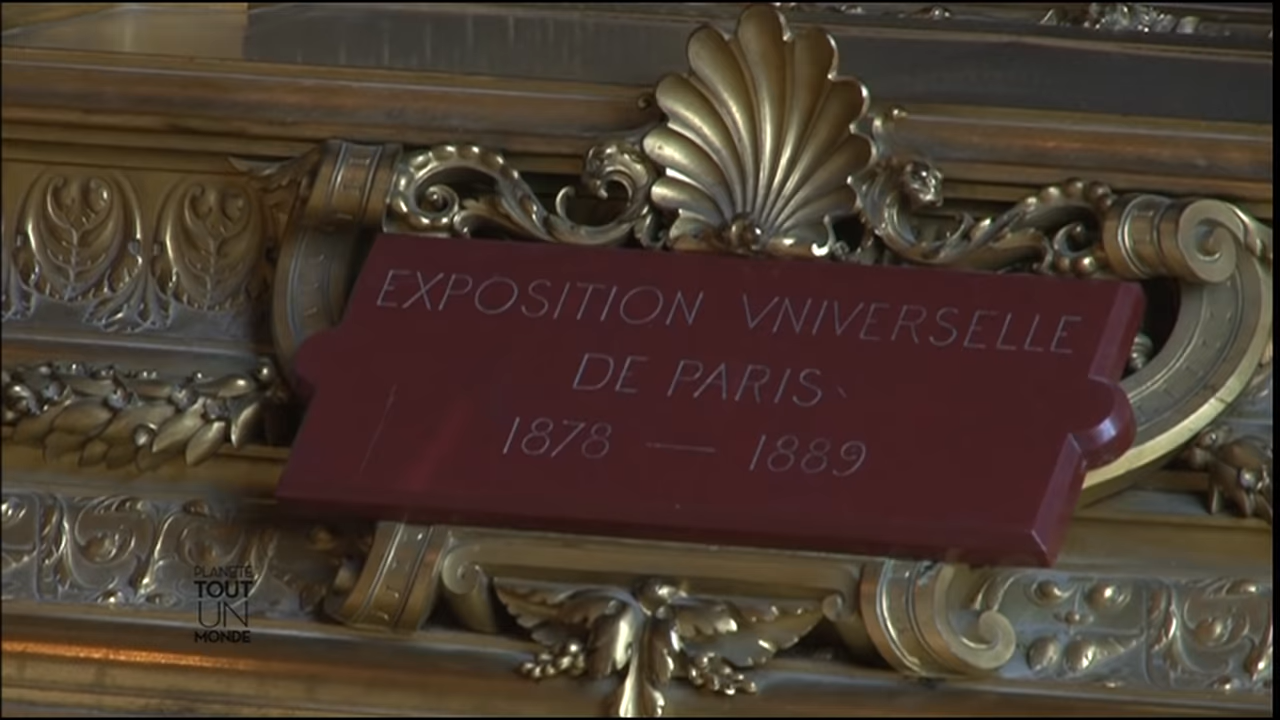 EXPOSITION VNIVERSELLE
DE PARIS
1878 — 1889
PLANETE
TOUT
UN
MONDE